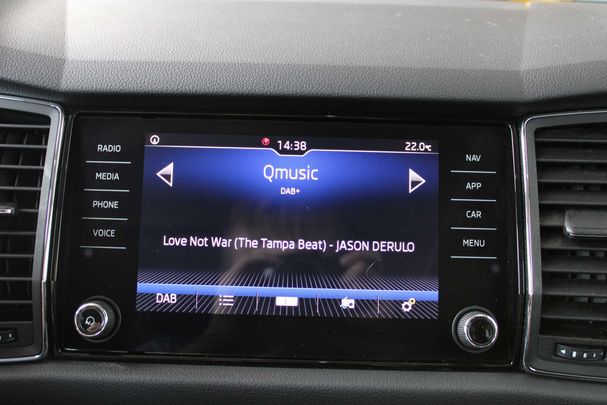 RADIO
MEDIA
PHONE
VOICE
14:38
22.0°C
Qmusic
DAB+
Love Not War (The Tampa Beat) - JASON DERULO
DAB
NAV
APP
CAR
MENU